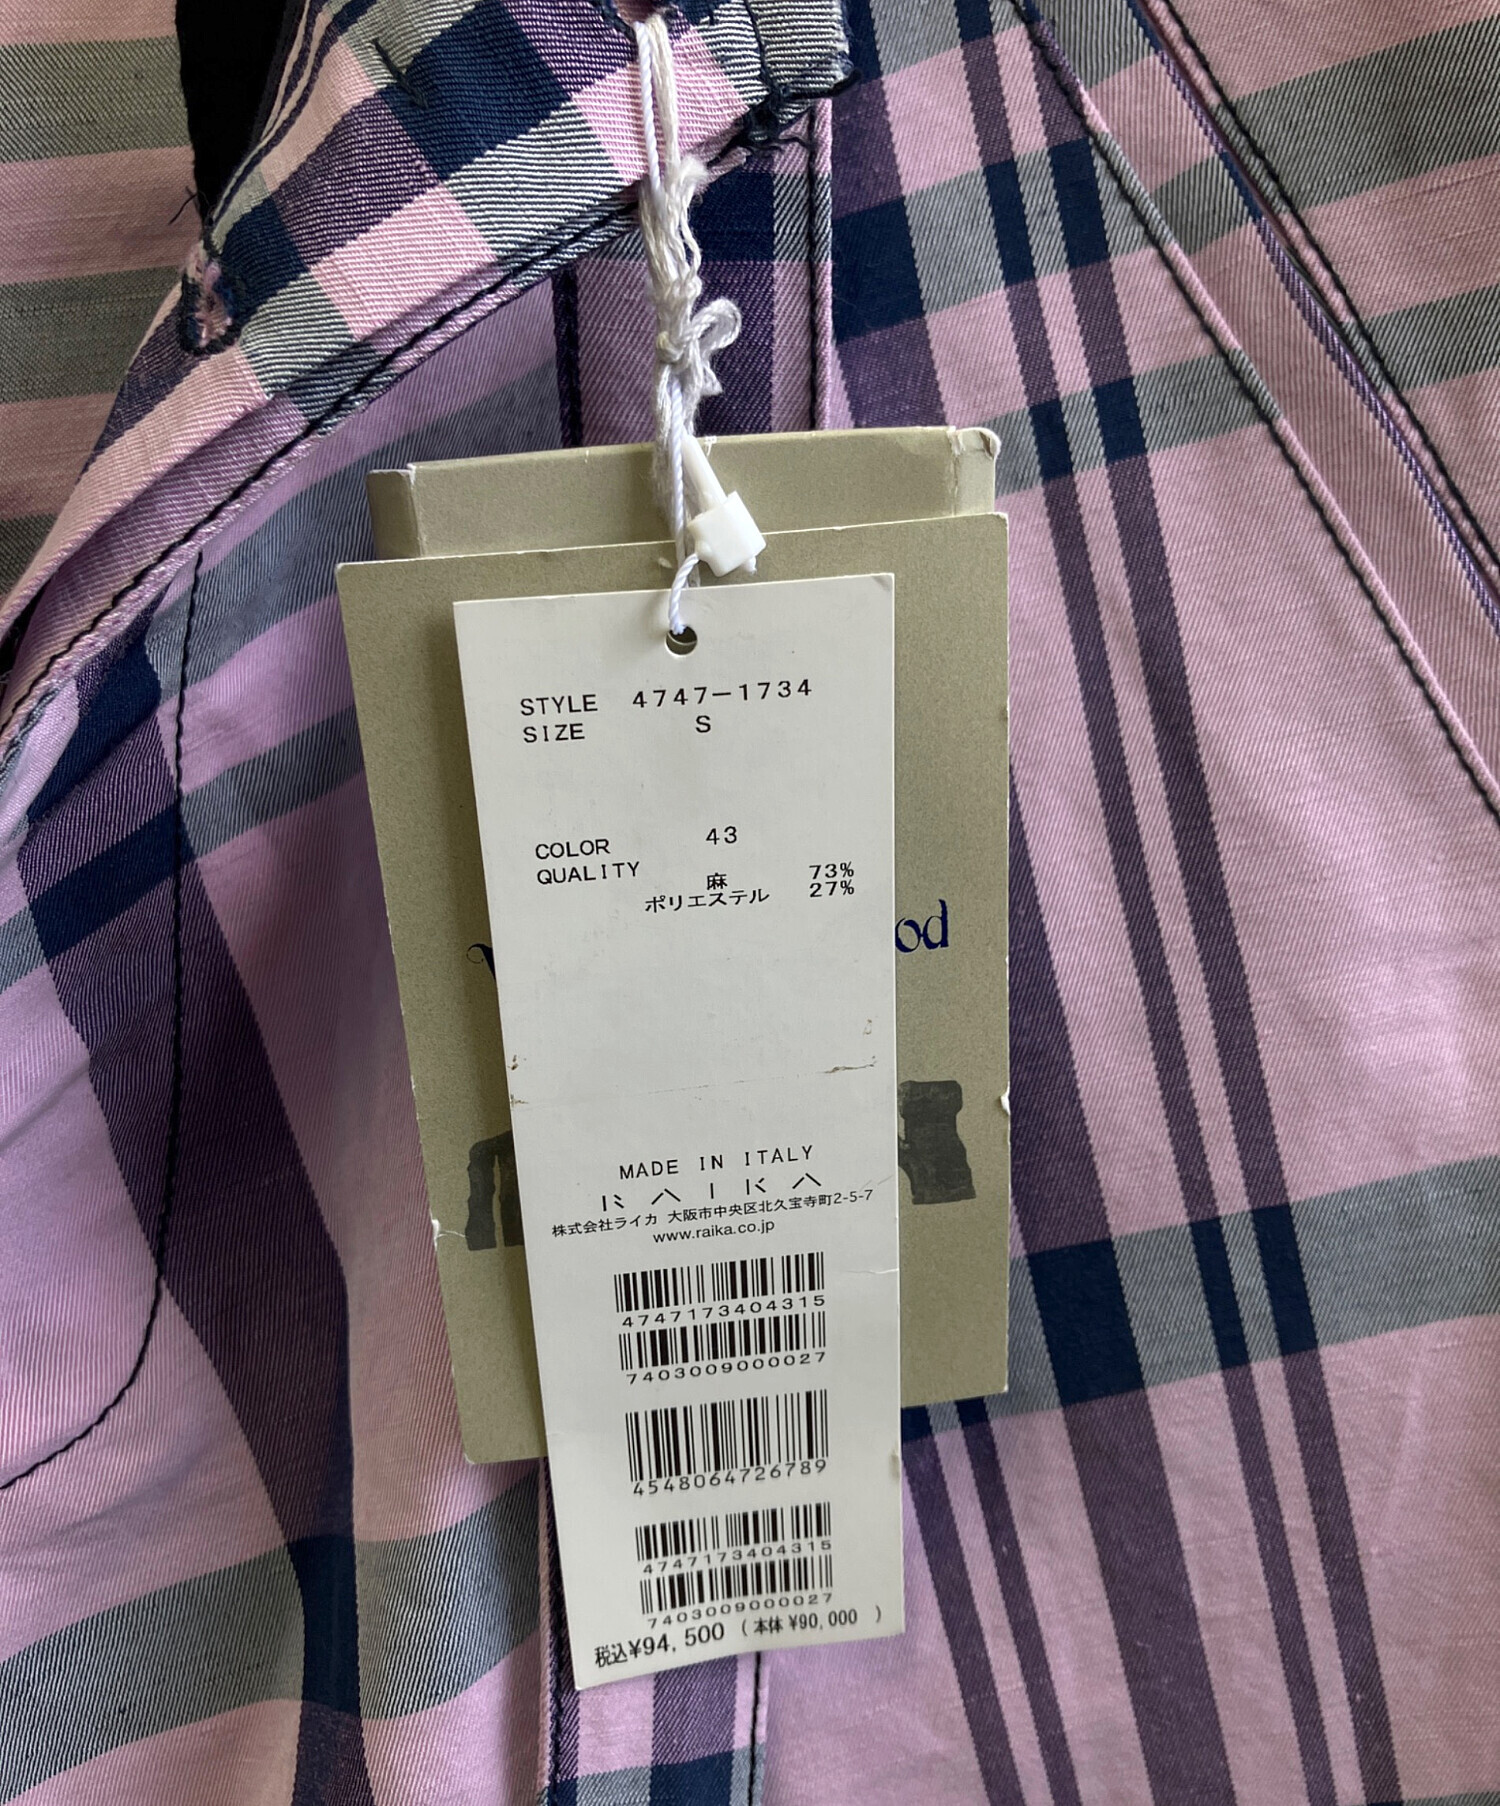 STYLE 4747-1734
SIZE S
COLOR 43
QUALITY
麻 73%
ポリエステル 27%
od
MADE IN ITALY
RAIKA
株式会社ライカ 大阪市中央区北久宝寺町2-5-7
www.raika.co.jp
4747173404315
7403009000027
4548064726789
4747173404315
7403009000027
税込¥94,500 (本体 ¥90,000 )